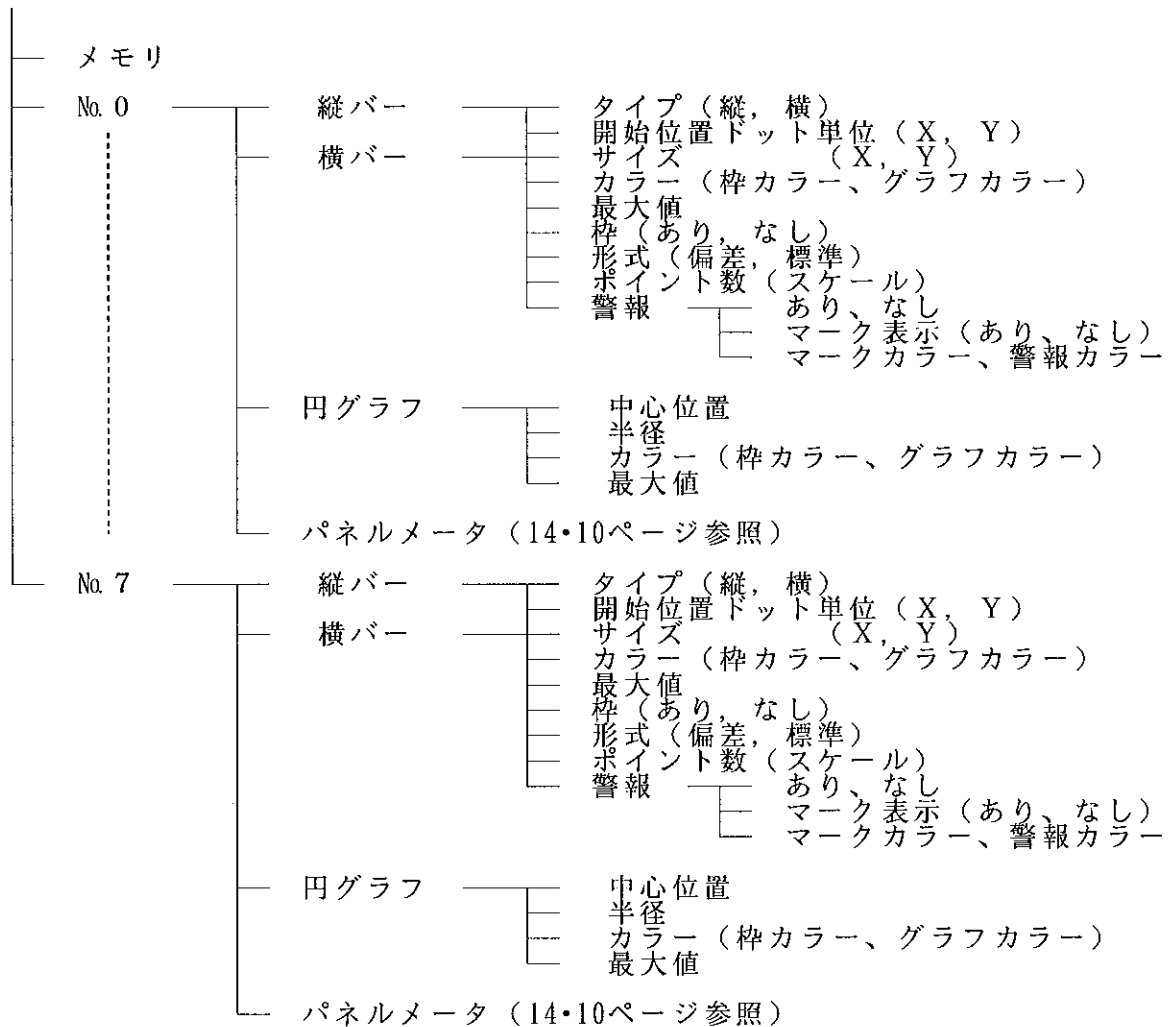 メモリ
No. 0 縦バー タイプ（縦，横）
開始位置ドット単位（X，Y）
横バー サイズ （X，Y）
カラー（枠カラー、グラフカラー）
最大値
枠（あり，なし）
形式（偏差，標準）
ポイント数（スケール）
警報 あり、なし
マーク表示（あり、なし）
マークカラー、警報カラー
円グラフ 中心位置
半径
カラー（枠カラー、グラフカラー）
最大値
パネルメータ（14•10ページ参照）
No. 7 縦バー タイプ（縦，横）
開始位置ドット単位（X，Y）
横バー サイズ （X，Y）
カラー（枠カラー、グラフカラー）
最大値
枠（あり，なし）
形式（偏差，標準）
ポイント数（スケール）
警報 あり、なし
マーク表示（あり、なし）
マークカラー、警報カラー
円グラフ 中心位置
半径
カラー（枠カラー、グラフカラー）
最大値
パネルメータ（14•10ページ参照）